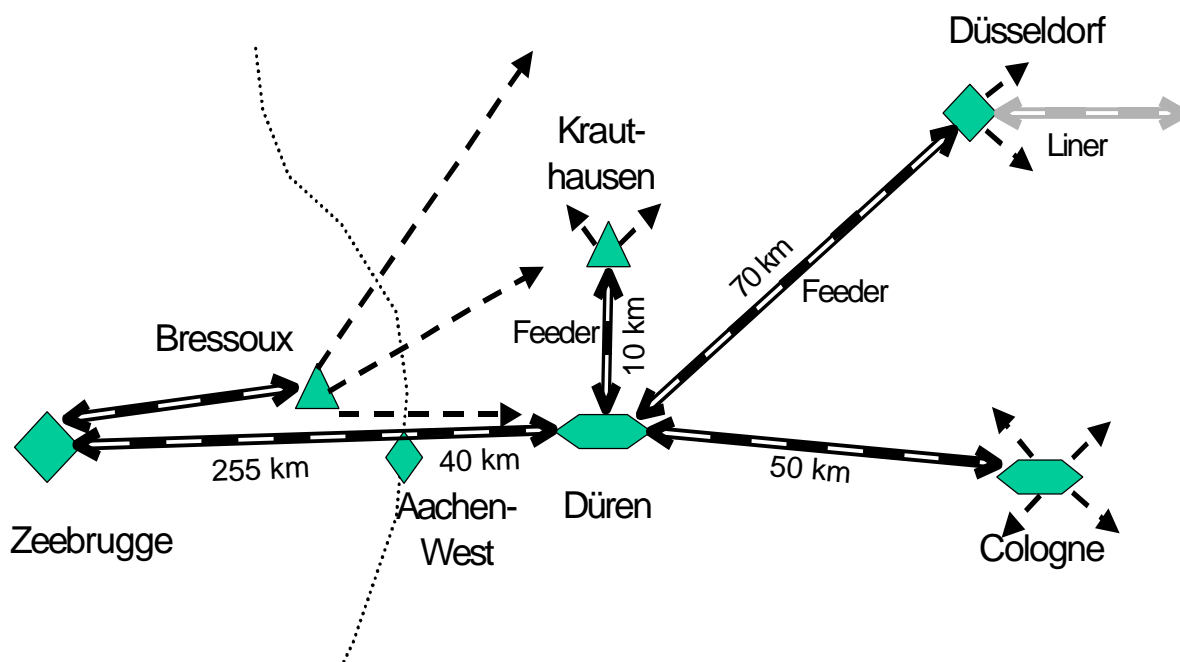 Düsseldorf
Kraut-
hausen
Liner
70 km
Feeder
Feeder
10 km
Bressoux
255 km
40 km
50 km
Zeebrugge
Aachen-
West
Düren
Cologne